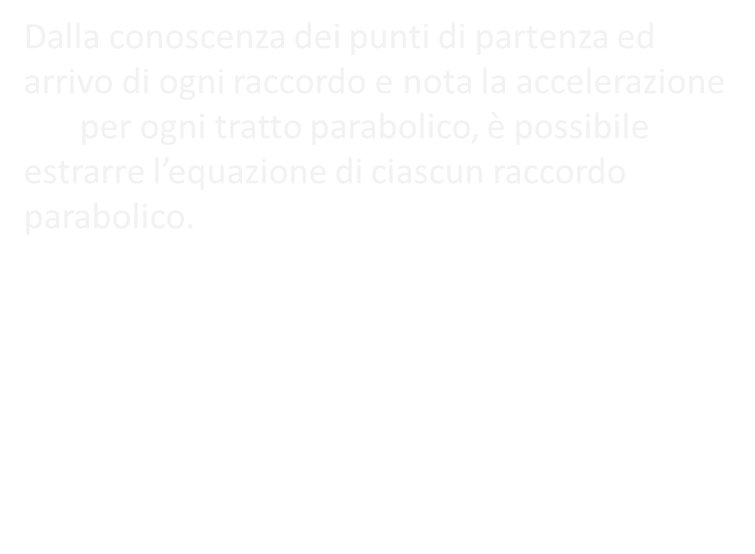 Dalla conoscenza dei punti di partenza ed
arrivo di ogni raccordo e nota la accelerazione
per ogni tratto parabolico, è possibile
estrarre l’equazione di ciascun raccordo
parabolico.